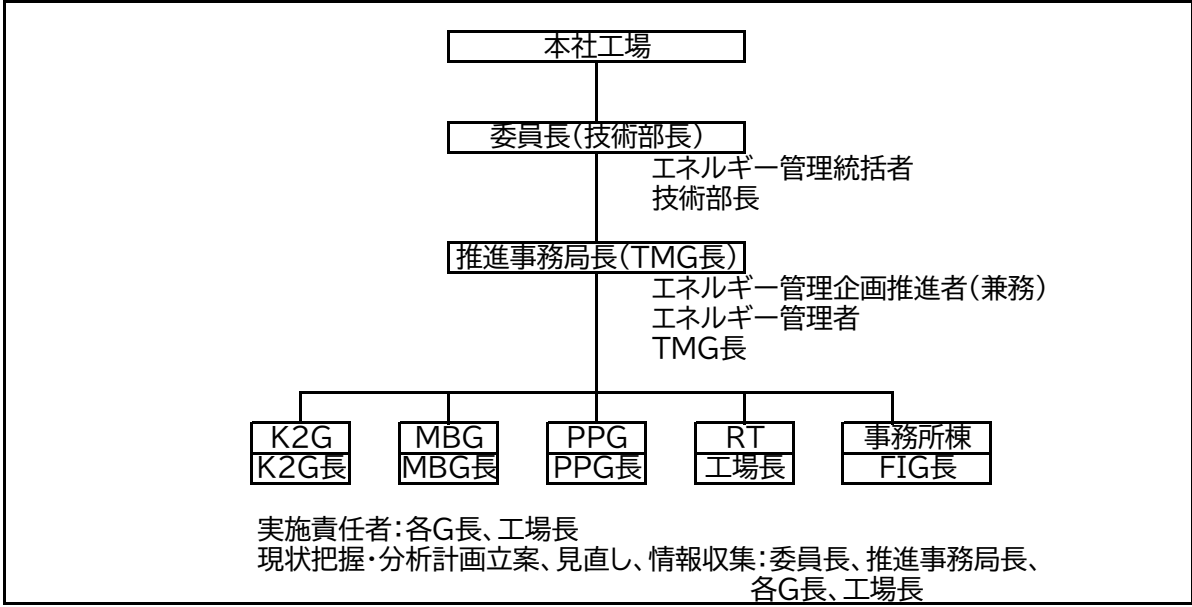 本社工場
委員長(技術部長)
エネルギー管理統括者
技術部長
推進事務局長(TMG長)
エネルギー管理企画推進者(兼務)
エネルギー管理者
TMG長
K2G MBG PPG RT 事務所棟
K2G長 MBG長 PPG長 工場長 FIG長
実施責任者:各G長、工場長
現状把握・分析計画立案、見直し、情報収集:委員長、推進事務局長、
各G長、工場長